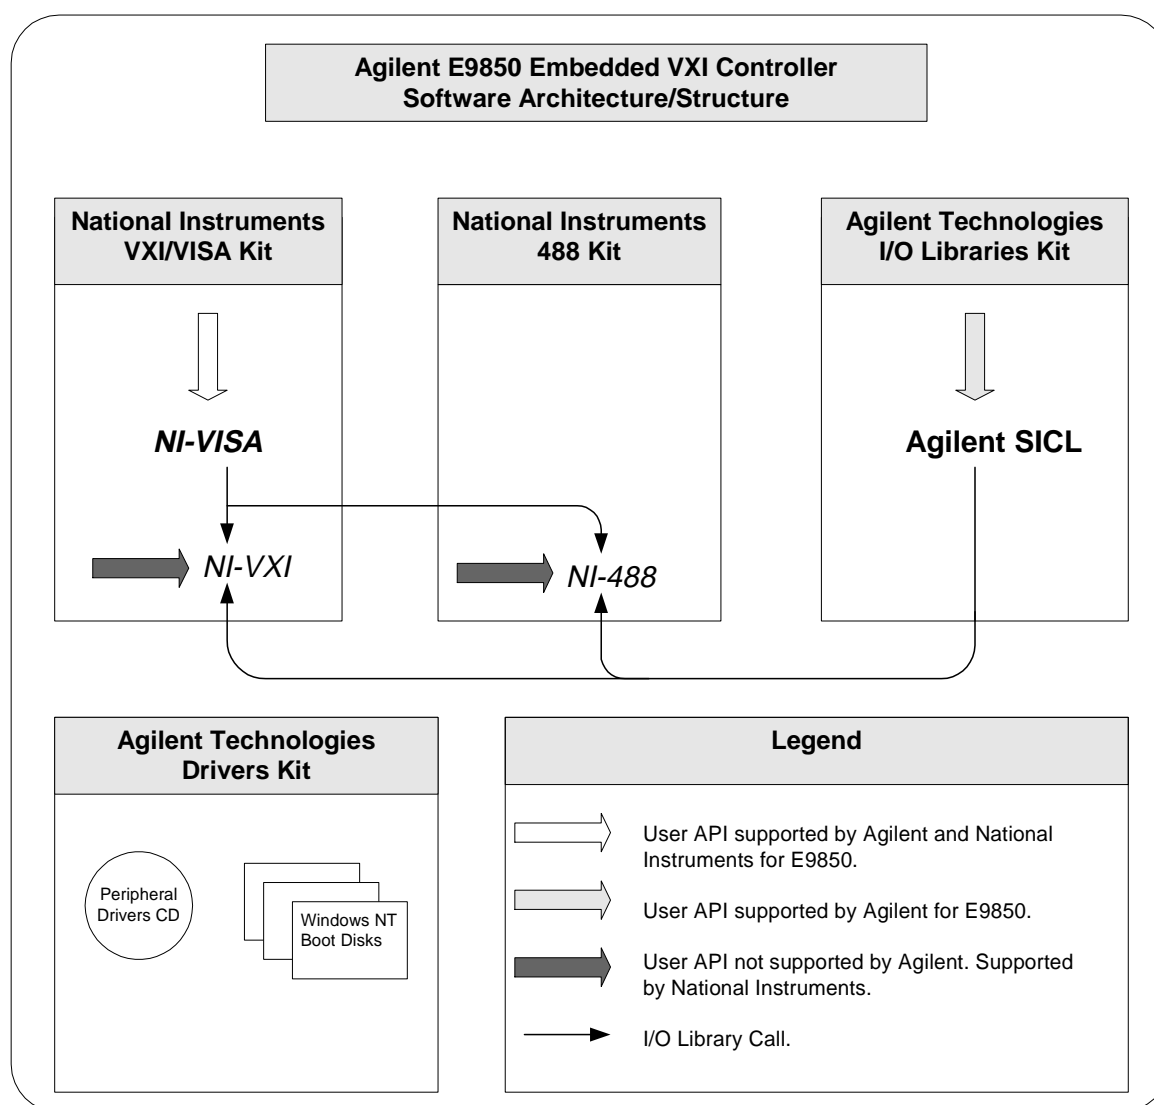 Agilent E9850 Embedded VXI Controller
Software Architecture/Structure
National Instruments
VXI/VISA Kit
National Instruments
488 Kit
Agilent Technologies
I/O Libraries Kit
NI-VISA
Agilent SICL
NI-VXI
NI-488
Agilent Technologies
Drivers Kit
Peripheral
Drivers CD
Windows NT
Boot Disks
Legend
User API supported by Agilent and National
Instruments for E9850.
User API supported by Agilent for E9850.
User API not supported by Agilent. Supported
by National Instruments.
I/O Library Call.